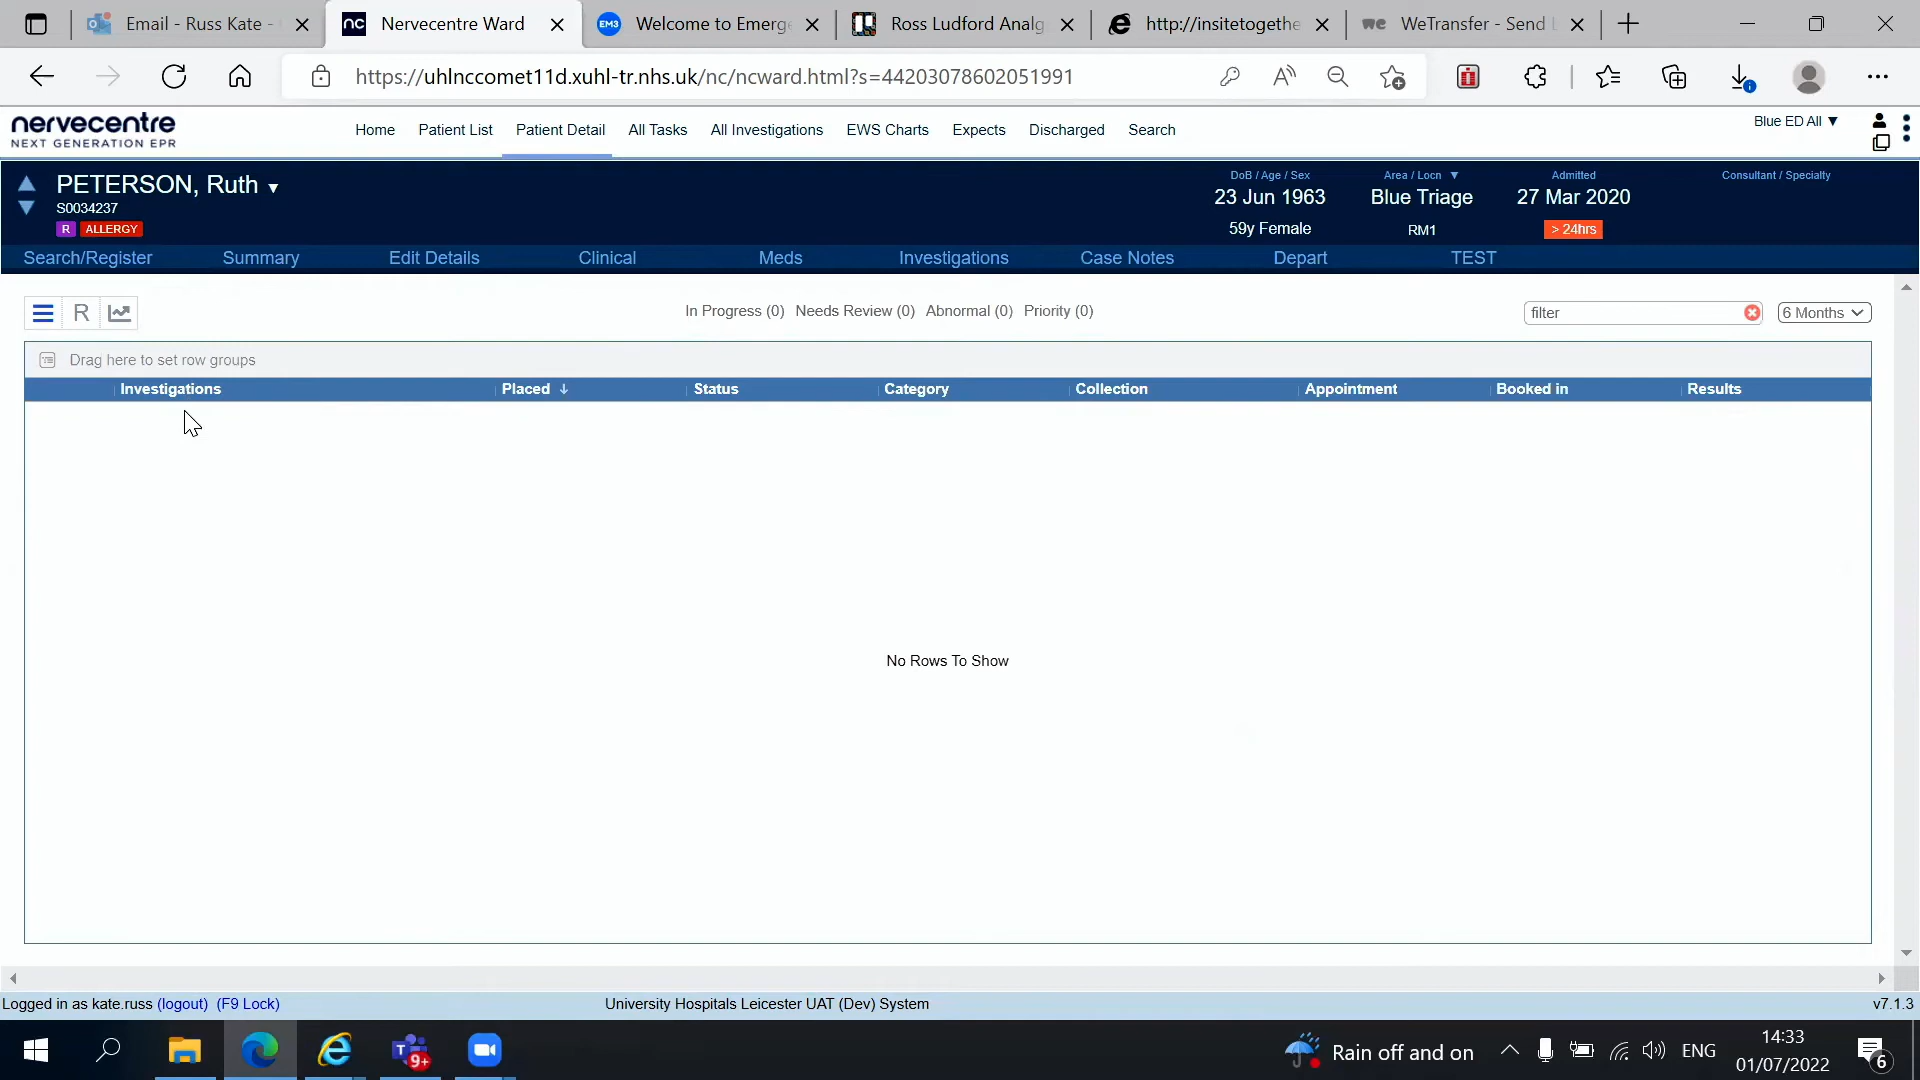 Email - Russ Kate -
Nervecentre Ward
EM3 Welcome to Emerge
Ross Ludford Analg
http://insitetogethe
we WeTransfer - Send
https://uhlnccomet11d.xuhl-tr.nhs.uk/nc/ncward.html?s=44203078602051991
nervecentre
NEXT GENERATION EPR
Home Patient List Patient Detail All Tasks All Investigations EWS Charts Expects Discharged Search
Blue ED All ▼
PETERSON, Ruth ▼
S0034237
R ALLERGY
DoB / Age / Sex
23 Jun 1963
59y Female
Area / Locn ▼
Blue Triage
RM1
Admitted
27 Mar 2020
> 24hrs
Consultant / Specialty
Search/Register Summary Edit Details Clinical Meds Investigations Case Notes Depart TEST
R
In Progress (0) Needs Review (0) Abnormal (0) Priority (0)
filter
6 Months
Drag here to set row groups
Investigations Placed ↓ Status Category Collection Appointment Booked in Results
No Rows To Show
Logged in as kate.russ (logout) (F9 Lock)
University Hospitals Leicester UAT (Dev) System
v7.1.3
T 9+
Rain off and on
ENG
14:33
01/07/2022
6